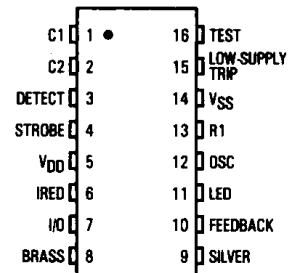 C1 1 16 TEST
C2 2 15 LOW-SUPPLY TRIP
DETECT 3 14 VSS
STROBE 4 13 R1
VDD 5 12 OSC
IRED 6 11 LED
I/O 7 10 FEEDBACK
BRASS 8 9 SILVER